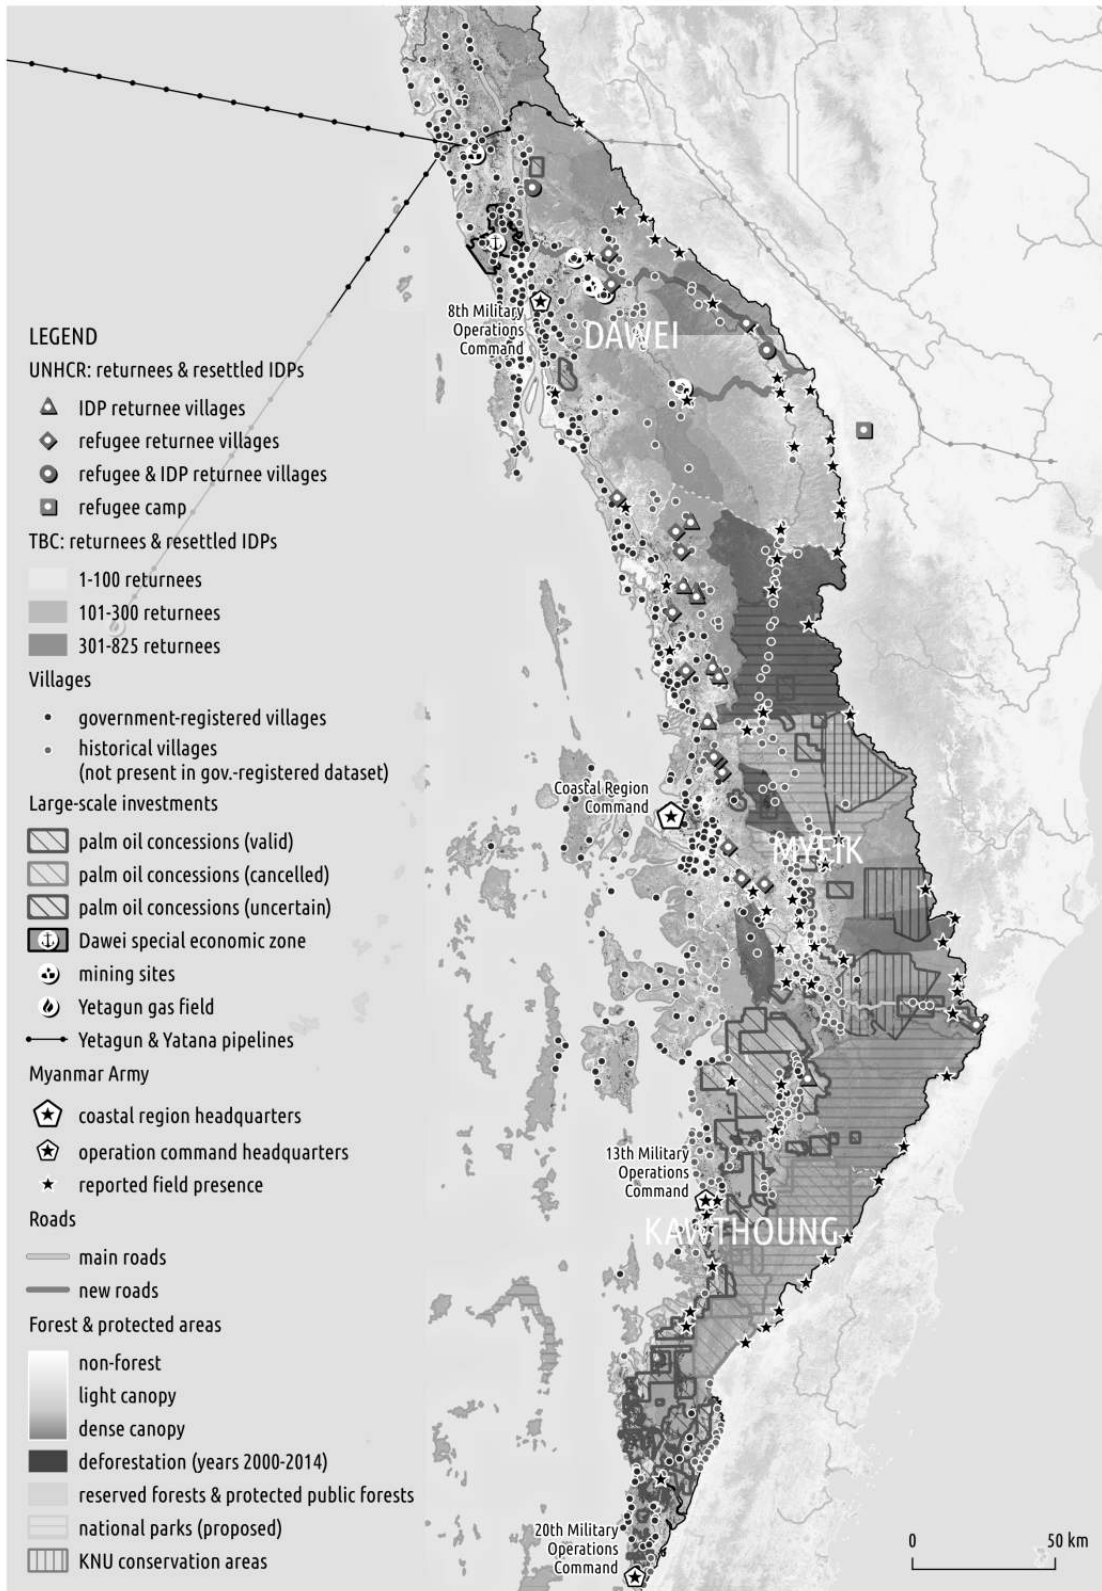 8th Military
Operations
Command
DAWEI
LEGEND
UNHCR: returnees & resettled IDPs
IDP returnee villages
refugee returnee villages
refugee & IDP returnee villages
refugee camp
TBC: returnees & resettled IDPs
1-100 returnees
101-300 returnees
301-825 returnees
Villages
government-registered villages
historical villages
(not present in gov.-registered dataset)
Large-scale investments
palm oil concessions (valid)
palm oil concessions (cancelled)
palm oil concessions (uncertain)
Dawei special economic zone
mining sites
Yetagun gas field
Yetagun & Yatana pipelines
Myanmar Army
coastal region headquarters
operation command headquarters
reported field presence
Roads
main roads
new roads
Forest & protected areas
non-forest
light canopy
dense canopy
deforestation (years 2000-2014)
reserved forests & protected public forests
national parks (proposed)
KNU conservation areas
Coastal Region
Command
MYEIK
13th Military
Operations
Command
KAWTHOUNG
20th Military
Operations
Command
0 50 km